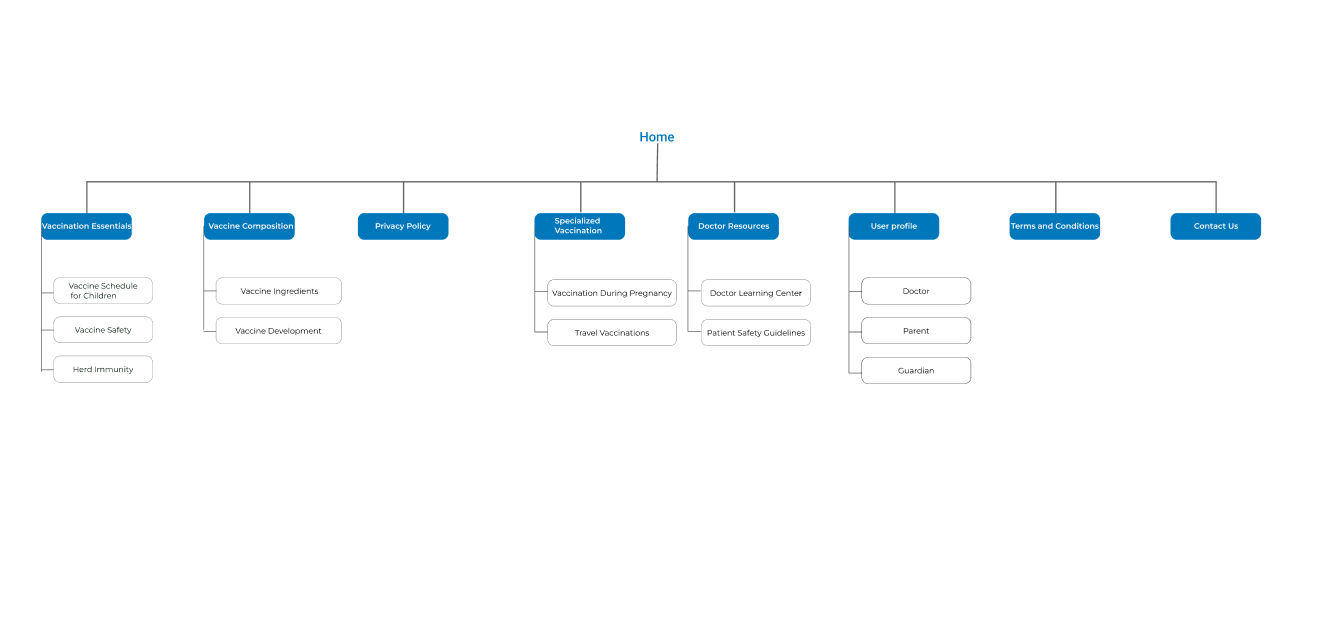 Home
Vaccination Essentials
Vaccine Composition
Privacy Policy
Specialized
Vaccination
Doctor Resources
User profile
Terms and Conditions
Contact Us
Vaccine Schedule
for Children
Vaccine Safety
Herd Immunity
Vaccine Ingredients
Vaccine Development
Vaccination During Pregnancy
Travel Vaccinations
Doctor Learning Center
Patient Safety Guidelines
Doctor
Parent
Guardian